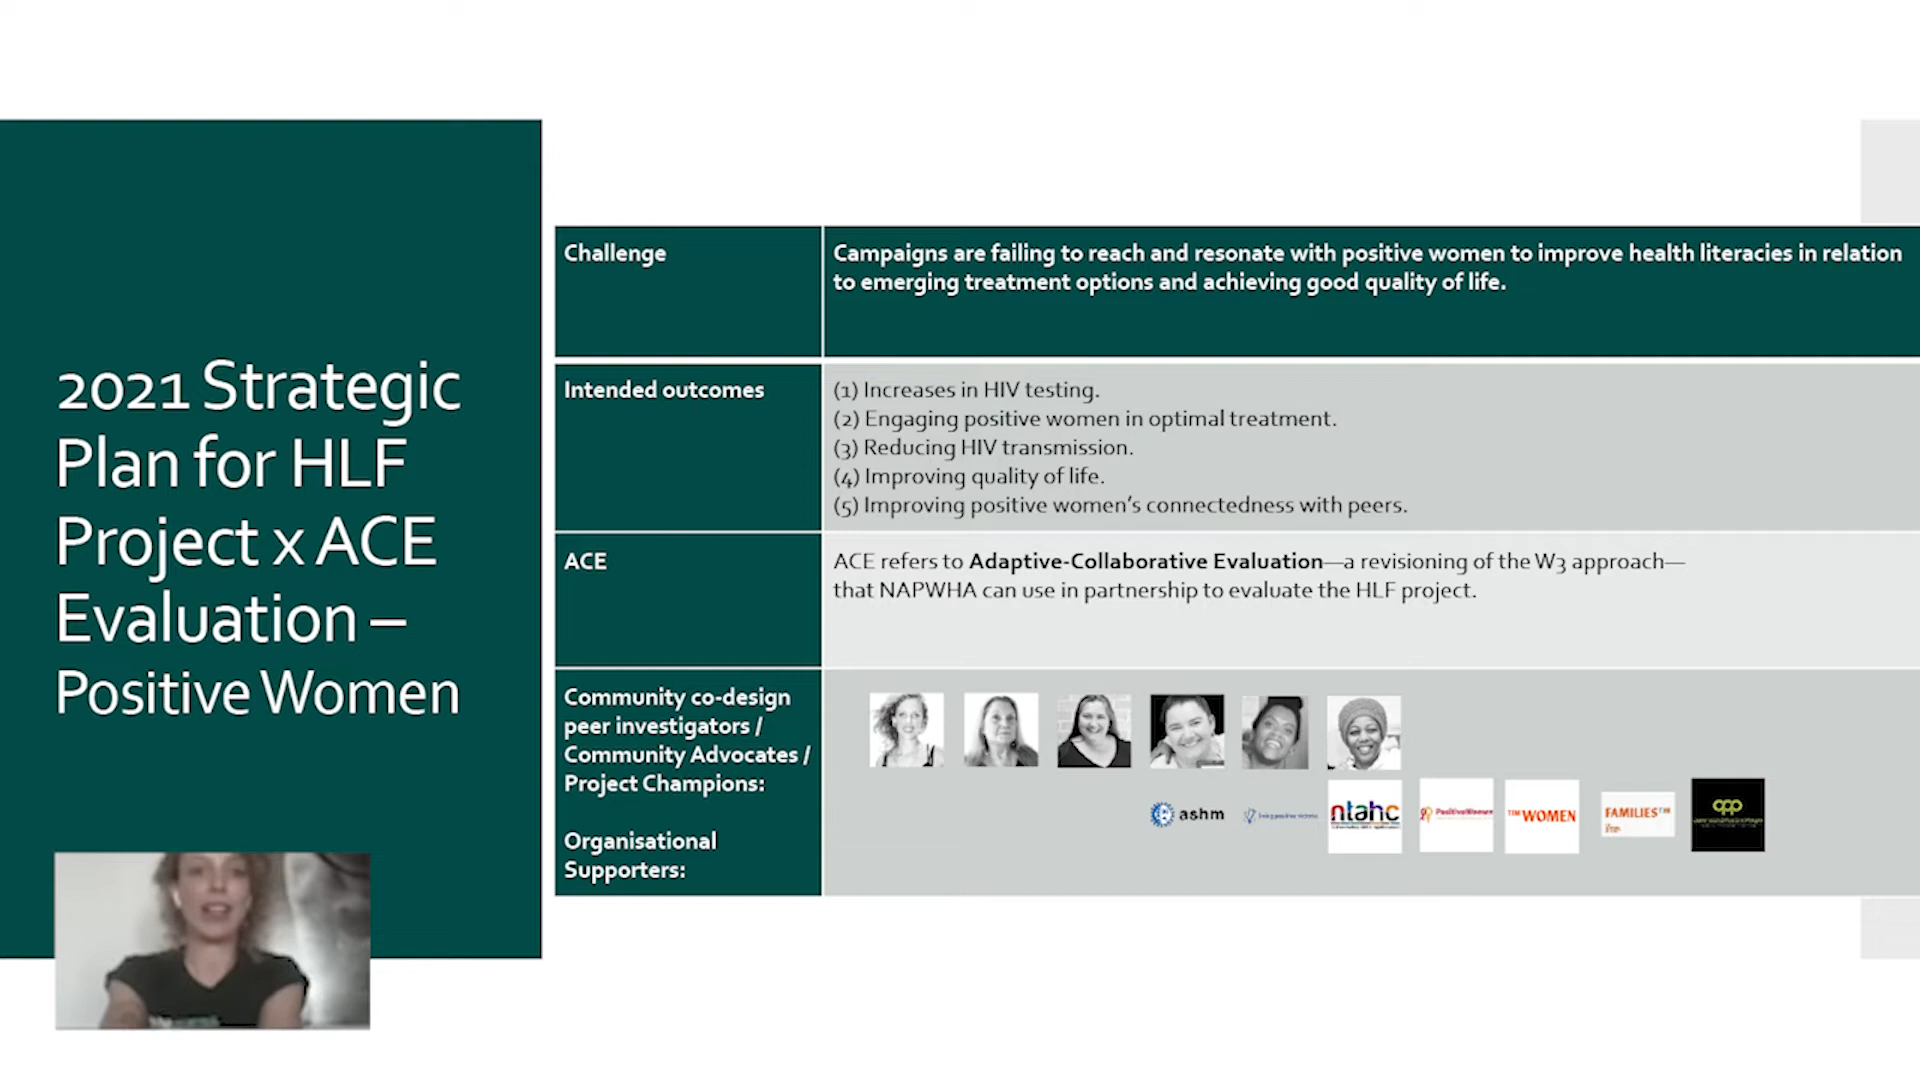 2021 Strategic
Plan for HLF
Project x ACE
Evaluation –
Positive Women
Challenge
Campaigns are failing to reach and resonate with positive women to improve health literacies in relation
to emerging treatment options and achieving good quality of life.
Intended outcomes
(1) Increases in HIV testing.
(2) Engaging positive women in optimal treatment.
(3) Reducing HIV transmission.
(4) Improving quality of life.
(5) Improving positive women's connectedness with peers.
ACE
ACE refers to Adaptive-Collaborative Evaluation—a revisioning of the W3 approach—
that NAPWHA can use in partnership to evaluate the HLF project.
Community co-design
peer investigators /
Community Advocates /
Project Champions:
Organisational
Supporters:
ashm
living positive victoria
ntahc
PositiveWomen
WOMEN
FAMILIES